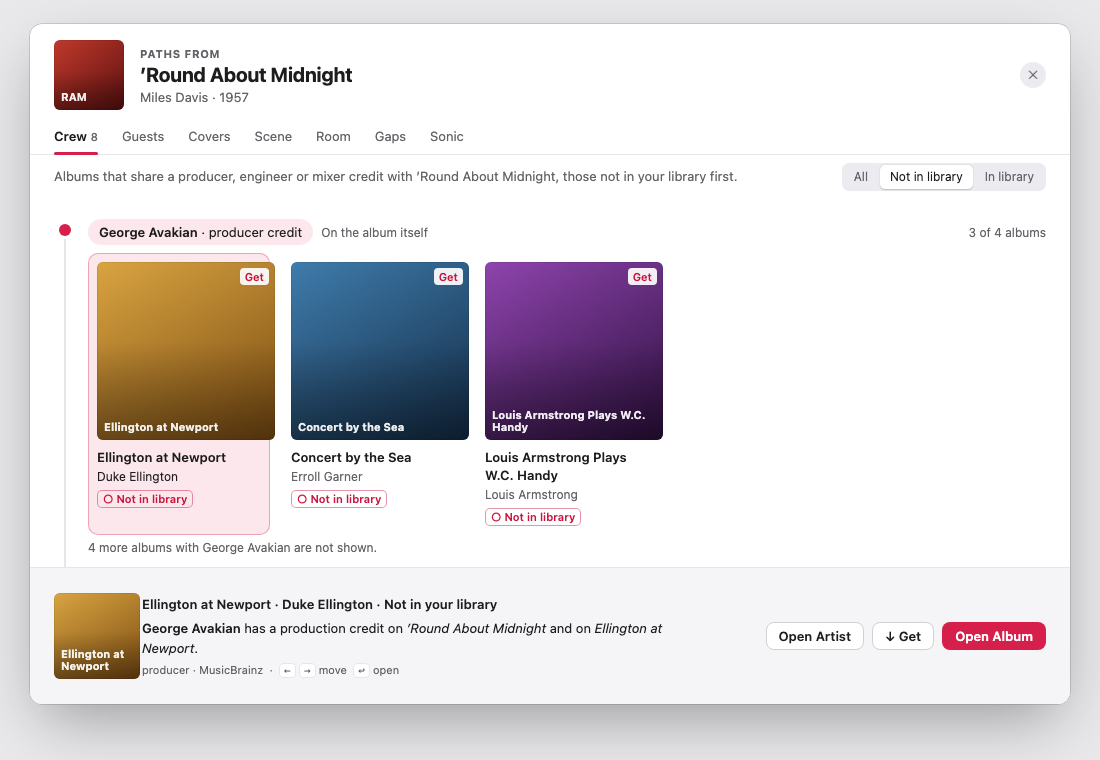 RAM
PATHS FROM
’Round About Midnight
Miles Davis · 1957
Crew 8 Guests Covers Scene Room Gaps Sonic
Albums that share a producer, engineer or mixer credit with ’Round About Midnight, those not in your library first.
All Not in library In library
George Avakian · producer credit On the album itself 3 of 4 albums
Get
Ellington at Newport
Ellington at Newport
Duke Ellington
Not in library
Get
Concert by the Sea
Concert by the Sea
Erroll Garner
Not in library
Get
Louis Armstrong Plays W.C.
Handy
Louis Armstrong Plays
W.C. Handy
Louis Armstrong
Not in library
4 more albums with George Avakian are not shown.
Ellington at
Newport
Ellington at Newport · Duke Ellington · Not in your library
George Avakian has a production credit on ’Round About Midnight and on Ellington at
Newport.
producer · MusicBrainz · ← → move ↩ open
Open Artist ↓ Get Open Album